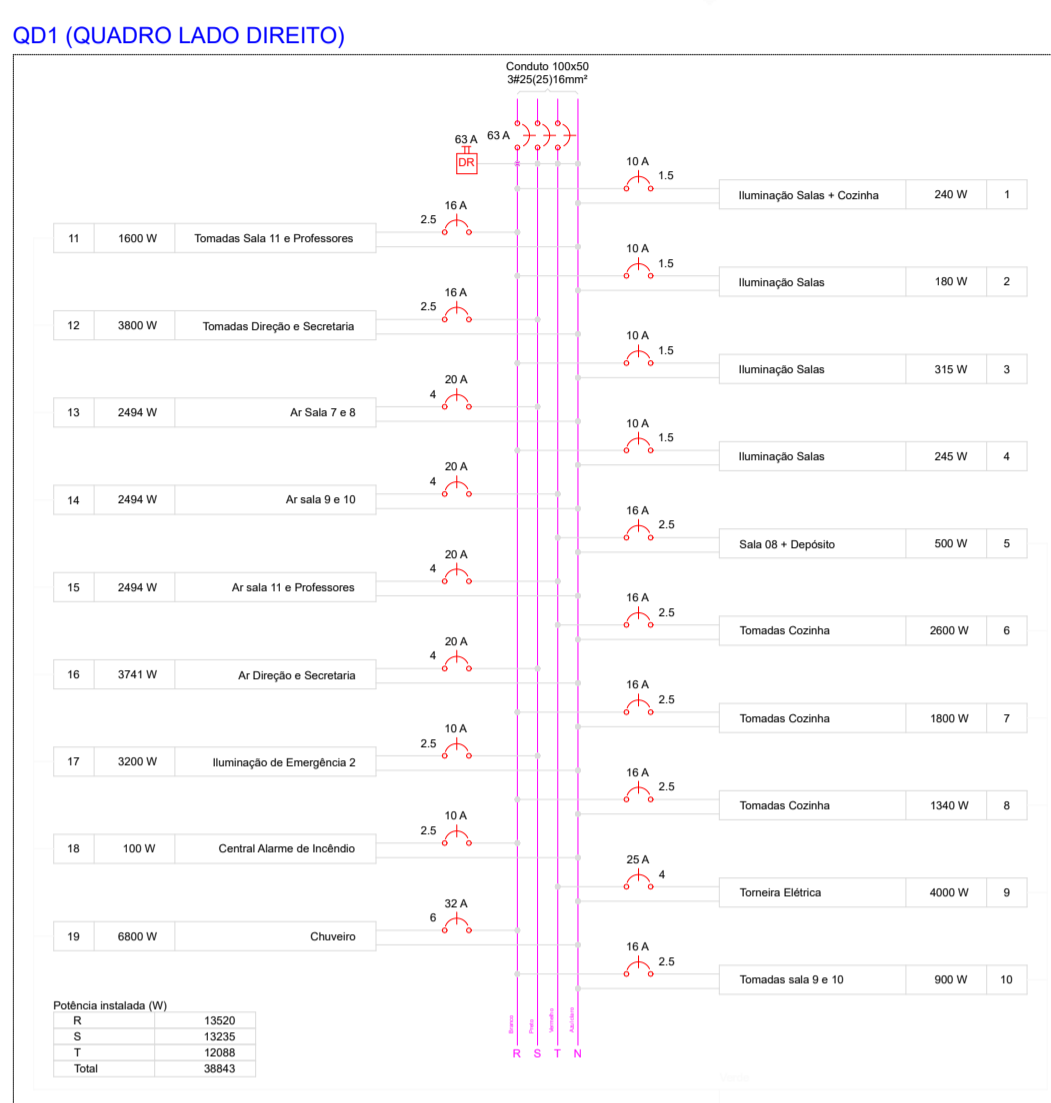 QD1 (QUADRO LADO DIREITO)
Conduto 100x50
3#25(25)16mm²
63 A
63 A
DR
10 A
1.5
Iluminação Salas + Cozinha 240 W 1
16 A
2.5
11 1600 W Tomadas Sala 11 e Professores
10 A
1.5
Iluminação Salas 180 W 2
16 A
2.5
12 3800 W Tomadas Direção e Secretaria
10 A
1.5
Iluminação Salas 315 W 3
20 A
4
13 2494 W Ar Sala 7 e 8
10 A
1.5
Iluminação Salas 245 W 4
20 A
4
14 2494 W Ar sala 9 e 10
16 A
2.5
Sala 08 + Depósito 500 W 5
20 A
4
15 2494 W Ar sala 11 e Professores
16 A
2.5
Tomadas Cozinha 2600 W 6
20 A
4
16 3741 W Ar Direção e Secretaria
16 A
2.5
Tomadas Cozinha 1800 W 7
10 A
2.5
17 3200 W Iluminação de Emergência 2
16 A
2.5
Tomadas Cozinha 1340 W 8
10 A
2.5
18 100 W Central Alarme de Incêndio
25 A
4
Torneira Elétrica 4000 W 9
32 A
6
19 6800 W Chuveiro
16 A
2.5
Tomadas sala 9 e 10 900 W 10
Potência instalada (W)
R 13520
S 13235
T 12088
Total 38843
Branco
Preto
Vermelho
R S T N